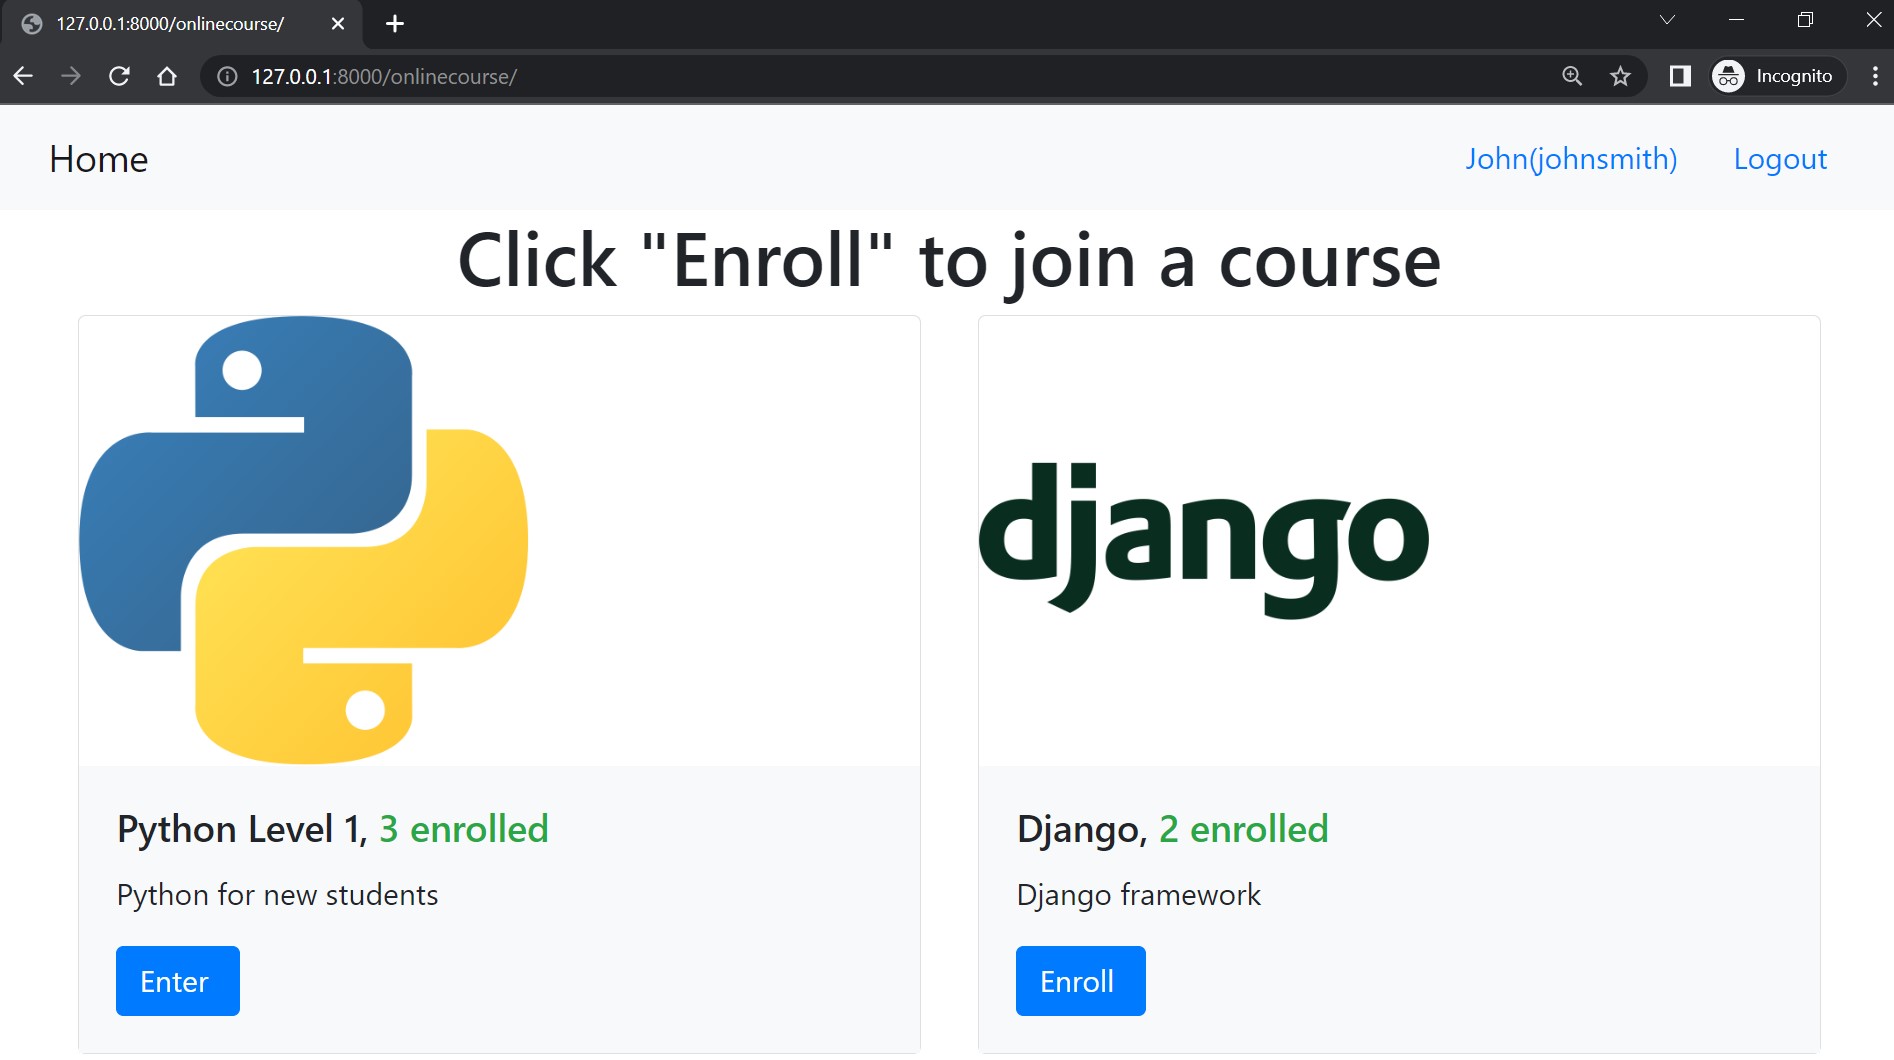 127.0.0.1:8000/onlinecourse/
127.0.0.1:8000/onlinecourse/
Incognito
Home
John(johnsmith)
Logout
Click "Enroll" to join a course
django
Python Level 1, 3 enrolled
Python for new students
Enter
Django, 2 enrolled
Django framework
Enroll